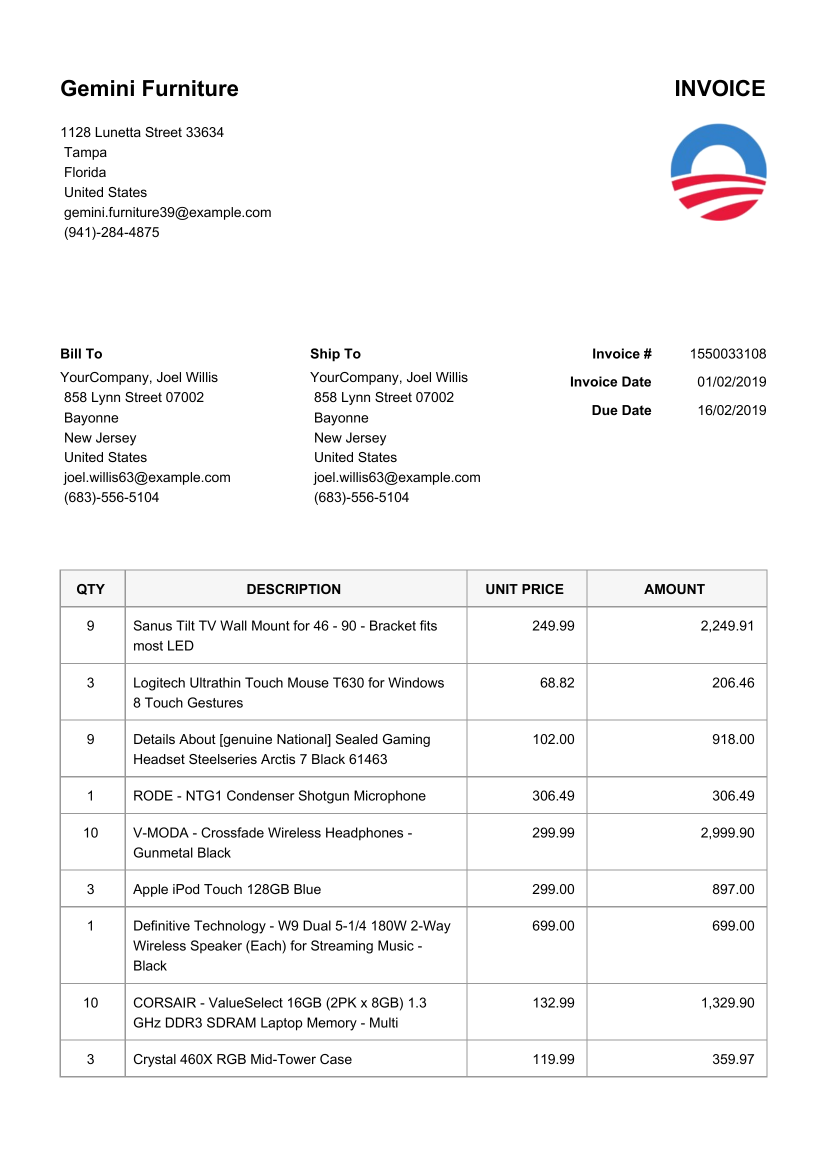 Gemini Furniture
INVOICE
1128 Lunetta Street 33634
Tampa
Florida
United States
gemini.furniture39@example.com
(941)-284-4875
Bill To
YourCompany, Joel Willis
858 Lynn Street 07002
Bayonne
New Jersey
United States
joel.willis63@example.com
(683)-556-5104
Ship To
YourCompany, Joel Willis
858 Lynn Street 07002
Bayonne
New Jersey
United States
joel.willis63@example.com
(683)-556-5104
Invoice # 1550033108
Invoice Date 01/02/2019
Due Date 16/02/2019
QTY DESCRIPTION UNIT PRICE AMOUNT
9 Sanus Tilt TV Wall Mount for 46 - 90 - Bracket fits 249.99 2,249.91
most LED
3 Logitech Ultrathin Touch Mouse T630 for Windows 68.82 206.46
8 Touch Gestures
9 Details About [genuine National] Sealed Gaming 102.00 918.00
Headset Steelseries Arctis 7 Black 61463
1 RODE - NTG1 Condenser Shotgun Microphone 306.49 306.49
10 V-MODA - Crossfade Wireless Headphones - 299.99 2,999.90
Gunmetal Black
3 Apple iPod Touch 128GB Blue 299.00 897.00
1 Definitive Technology - W9 Dual 5-1/4 180W 2-Way 699.00 699.00
Wireless Speaker (Each) for Streaming Music -
Black
10 CORSAIR - ValueSelect 16GB (2PK x 8GB) 1.3 132.99 1,329.90
GHz DDR3 SDRAM Laptop Memory - Multi
3 Crystal 460X RGB Mid-Tower Case 119.99 359.97